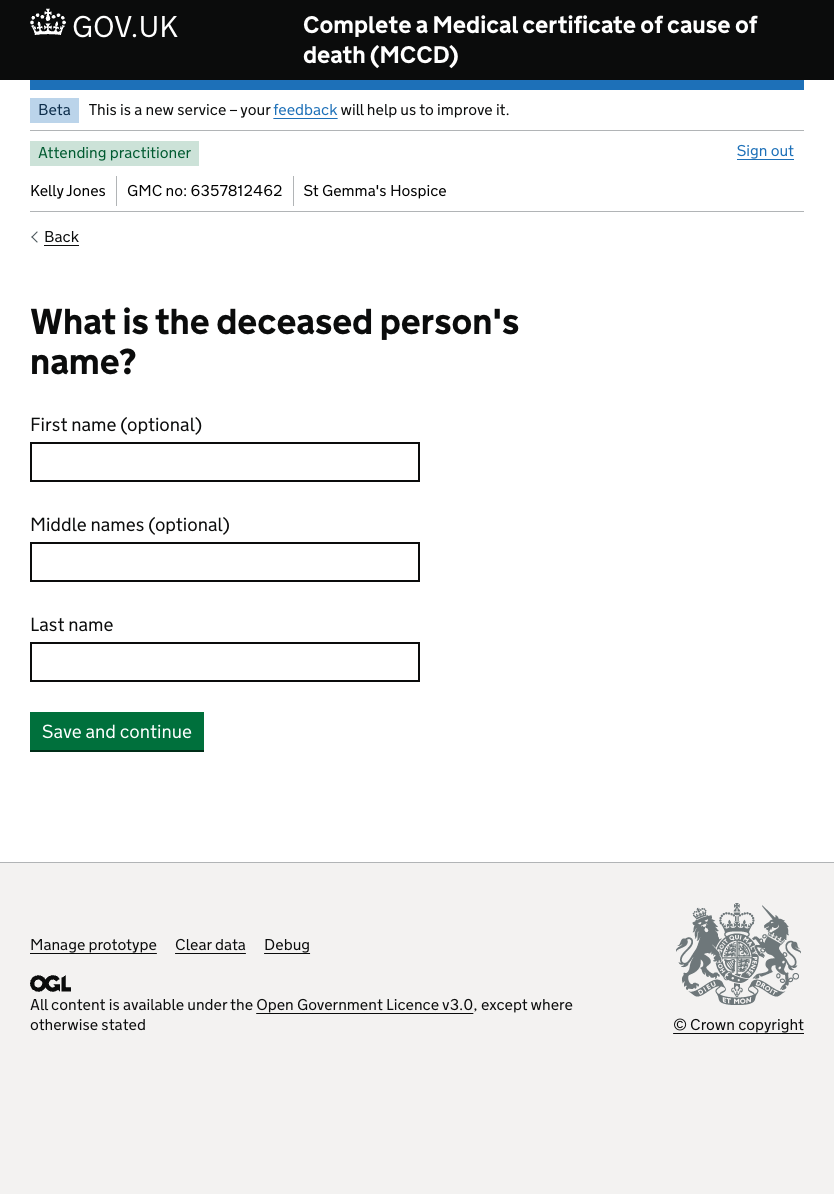 GOV.UK
Complete a Medical certificate of cause of
death (MCCD)
Beta This is a new service – your feedback will help us to improve it.
Attending practitioner
Sign out
Kelly Jones GMC no: 6357812462 St Gemma's Hospice
Back
What is the deceased person's
name?
First name (optional)
Middle names (optional)
Last name
Save and continue
Manage prototype Clear data Debug
OGL
All content is available under the Open Government Licence v3.0, except where
otherwise stated
DIEU ET MON DROIT
© Crown copyright